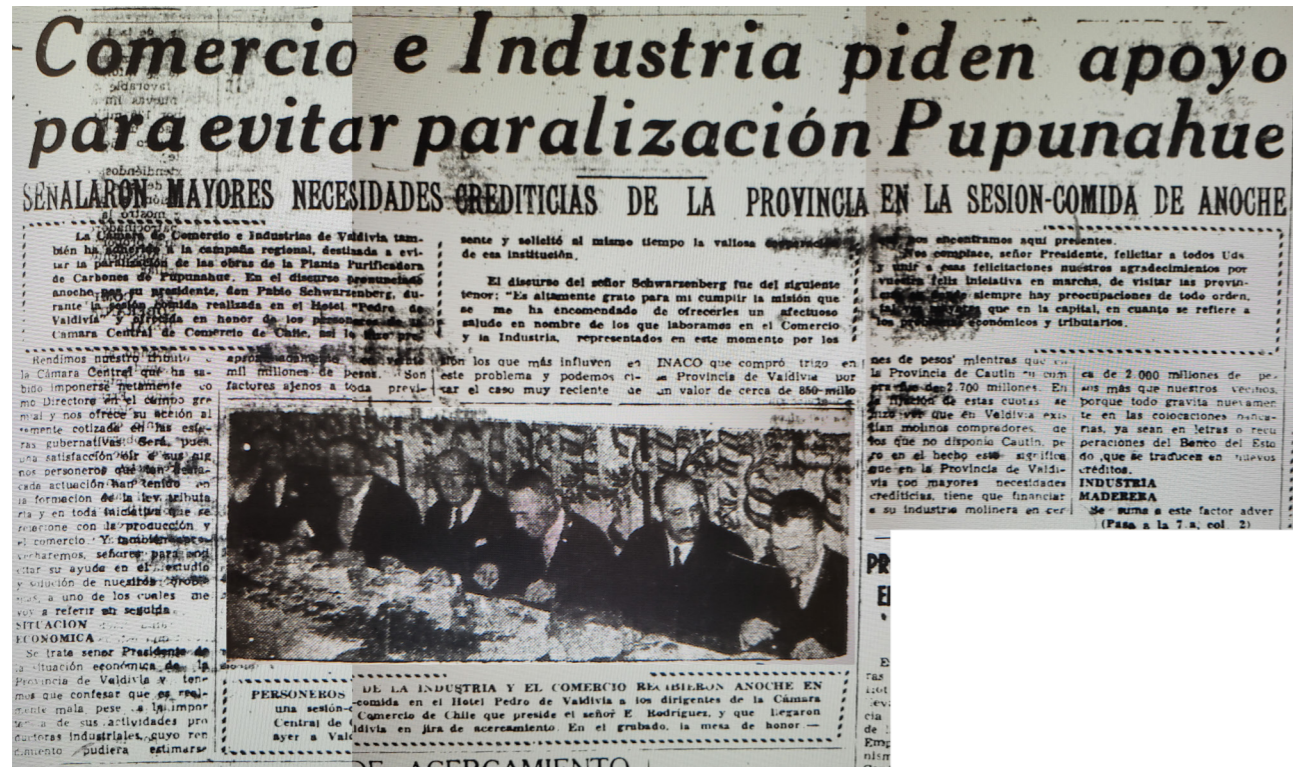 Comercio e Industria piden apoyo
para evitar paralización Pupunahue
SEÑALARON MAYORES NECESIDADES CREDITICIAS DE LA PROVINCIA EN LA SESION-COMIDA DE ANOCHE
La Cámara de Comercio e Industrias de Valdivia tam-
bién ha adherido a la campaña regional, destinada a evi-
tar la paralización de las obras de la Planta Purificadora
de Carbones de Pupunahue. En el discurso pronunciado
anoche por su presidente, don Pablo Schwarzenberg, du-
rante la sesión comida realizada en el Hotel "Pedro de
Valdivia" y ofrecida en honor de los personeros de la
Cámara Central de Comercio de Chile, así lo hizo pre-
sente y solicitó al mismo tiempo la valiosa
de esa institución.
El discurso del señor Schwarzenberg fue del siguiente
tenor: "Es altamente grato para mi cumplir la misión que
se me ha encomendado de ofrecerles un afectuoso
saludo en nombre de los que laboramos en el Comercio
y la Industria, representados en este momento por los
que nos encontramos aquí presentes.
Nos complace, señor Presidente, felicitar a todos Uds
y unir a esas felicitaciones nuestros agradecimientos por
vuestra feliz iniciativa en marcha, de visitar las provin-
cias en donde siempre hay preocupaciones de todo orden,
tal vez mayores que en la capital, en cuanto se refiere a
los problemas económicos y tributarios.
Rendimos nuestro tributo a
la Cámara Central que ha sa-
bido imponerse netamente co
mo Directora en el campo gre
mial y nos ofrece su acción al
tamente cotizada en las esfe-
ras gubernativas. Será, pues,
una satisfacción oír a sus dig
nos personeros que tan desta-
cada actuación han tenido en
la formación de la ley tributa
ria y en toda iniciativa que se
relacione con la producción y
el comercio. Y también apro-
vecharemos, señores para soli
citar su ayuda en el estudio
y solución de nuestros proble
mas, a uno de los cuales me
voy a referir en seguida.
SITUACION
ECONOMICA
Se trata señor Presidente de
la situación económica de la
Provincia de Valdivia y tene-
mos que confesar que es real-
mente mala, pese a la impor
tancia de sus actividades pro
ductoras industriales, cuyo ren
dimiento pudiera estimarse
aproximadamente en veinte
mil millones de pesos. Son
factores ajenos a toda previ-
sión los que más influyen en
este problema y podemos ci-
tar el caso muy reciente de
INACO que compró trigo en
la Provincia de Valdivia por
un valor de cerca de 850 millo
nes de pesos' mientras que en
la Provincia de Cautín su com
pra fue de 2.700 millones. En
la fijación de estas cuotas se
hizo ver que en Valdivia exis
tían molinos compradores, de
los que no disponía Cautín, pe
ro en el hecho esto significa
que en la Provincia de Valdi-
via con mayores necesidades
crediticias, tiene que financiar
a su industria molinera en cer
ca de 2.000 millones de pe.
sos más que nuestros vecinos,
porque todo gravita nuevamen
te en las colocaciones banca-
rias, ya sean en letras o recu
peraciones del Banco del Esta
do ,que se traducen en nuevos
créditos.
INDUSTRIA
MADERERA
Se suma a este factor adver
(Pasa a la 7.a, col 2)
PERSONEROS DE LA INDUSTRIA Y EL COMERCIO RECIBIERON ANOCHE EN
una sesión-comida en el Hotel Pedro de Valdivia a los dirigentes de la Cámara
Central de Comercio de Chile que preside el señor E. Rodríguez, y que llegaron
ayer a Valdivia en jira de acercamiento. En el grabado, la mesa de honor —
DE ACERCAMIENTO